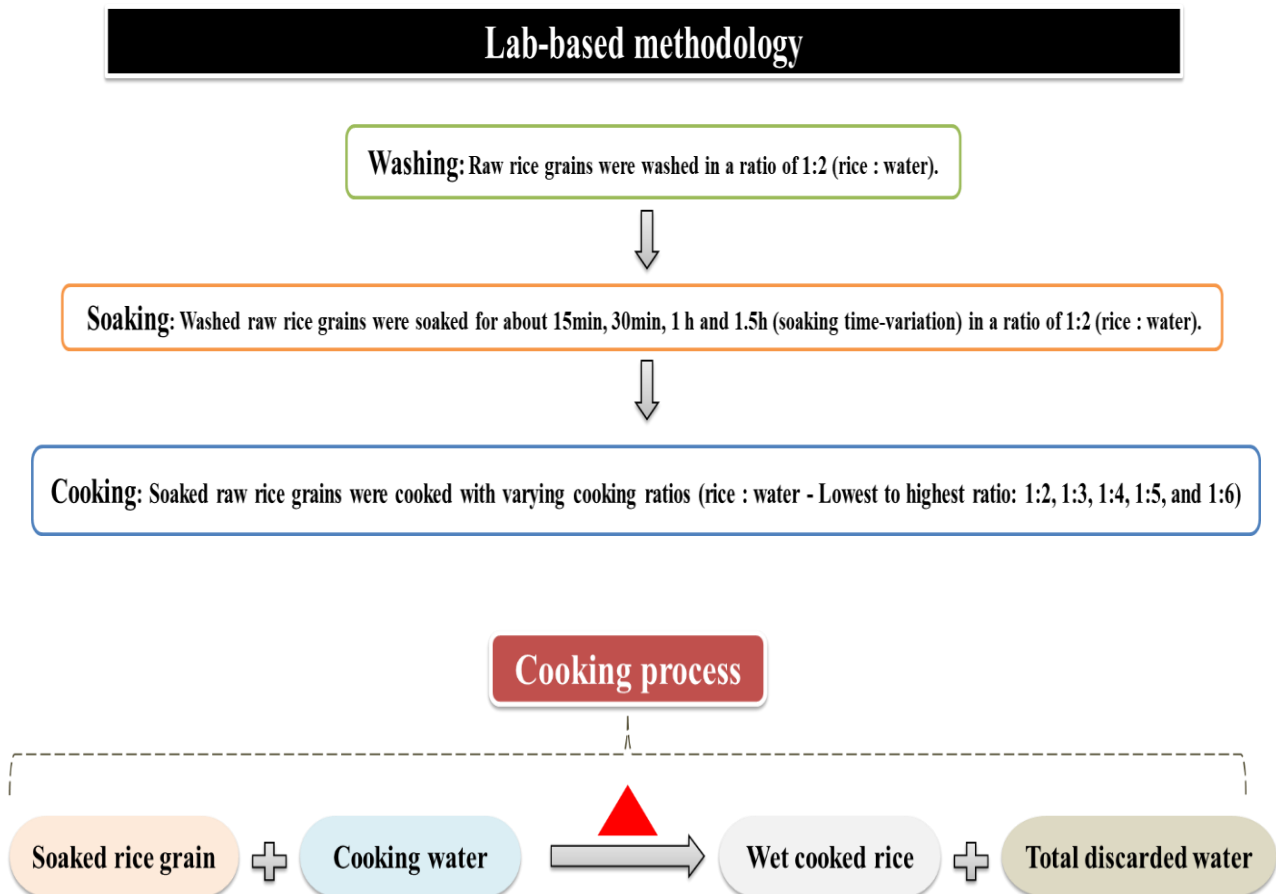 Lab-based methodology
Washing: Raw rice grains were washed in a ratio of 1:2 (rice : water).
Soaking: Washed raw rice grains were soaked for about 15min, 30min, 1 h and 1.5h (soaking time-variation) in a ratio of 1:2 (rice : water).
Cooking: Soaked raw rice grains were cooked with varying cooking ratios (rice : water - Lowest to highest ratio: 1:2, 1:3, 1:4, 1:5, and 1:6)
Cooking process
Soaked rice grain
Cooking water
Wet cooked rice
Total discarded water